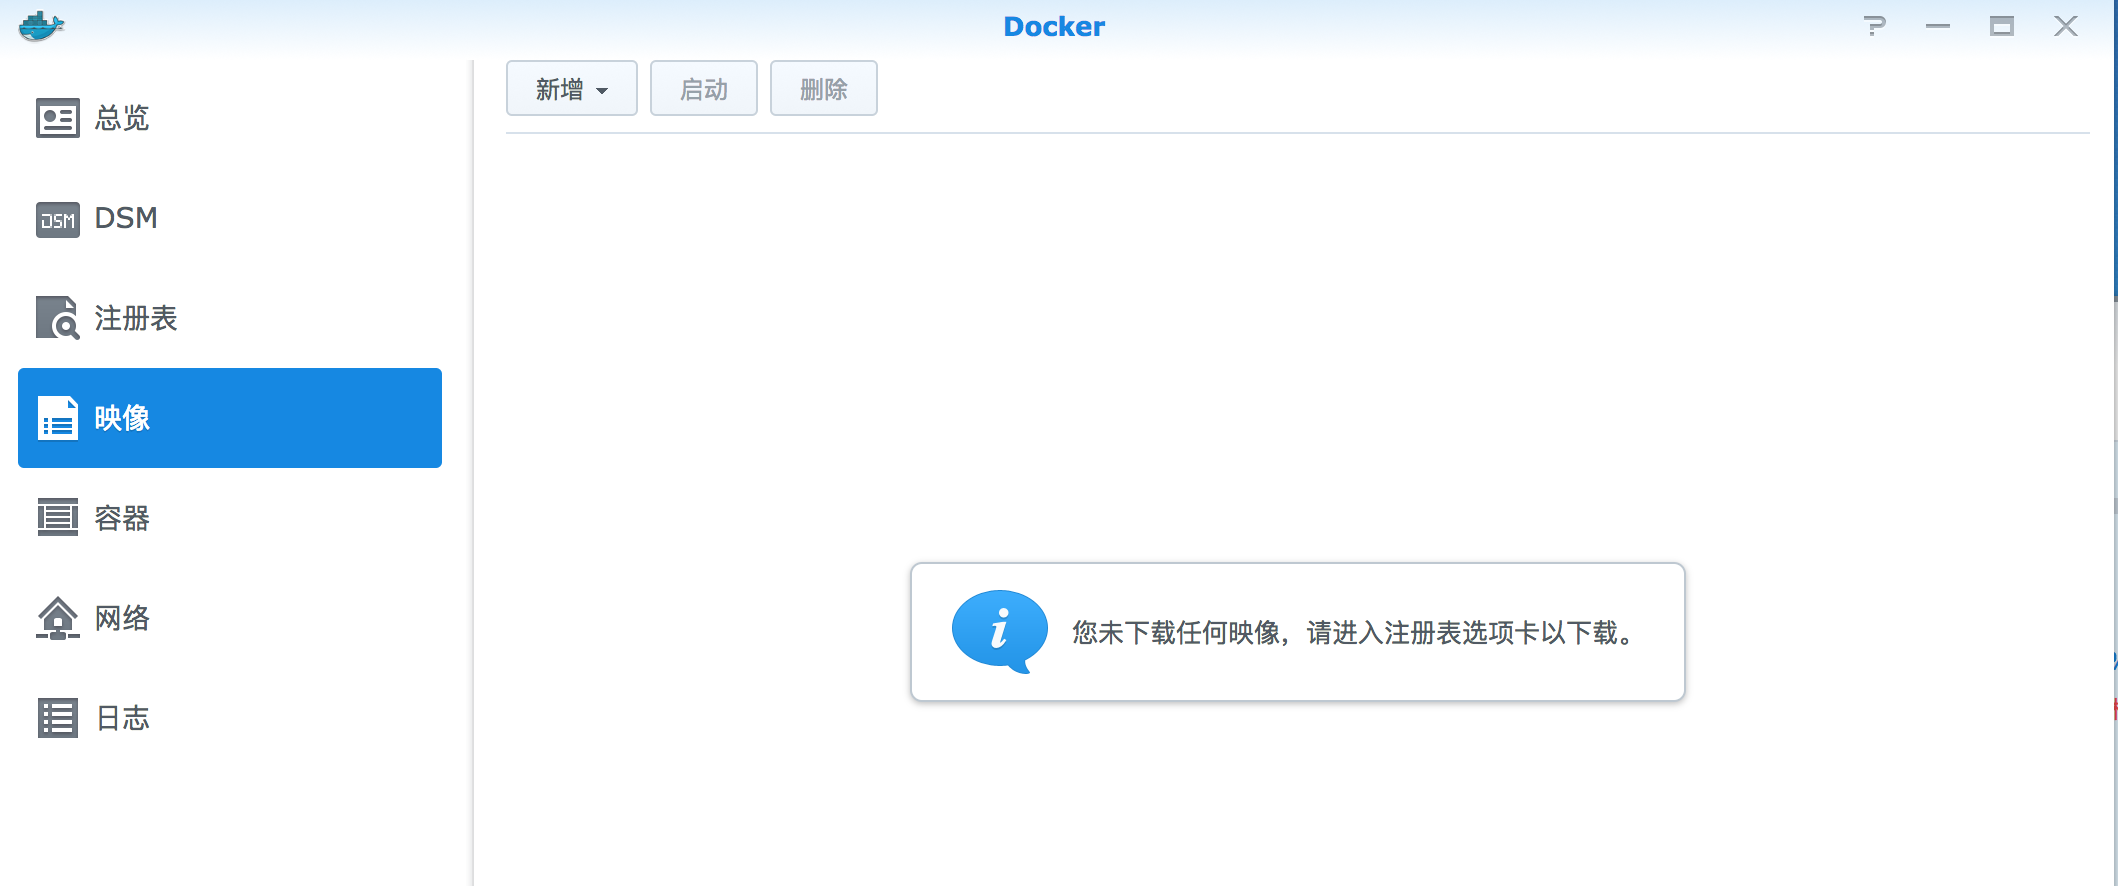 Docker
新增
启动
删除
总览
DSM
DSM
注册表
映像
容器
网络
日志
您未下载任何映像，请进入注册表选项卡以下载。